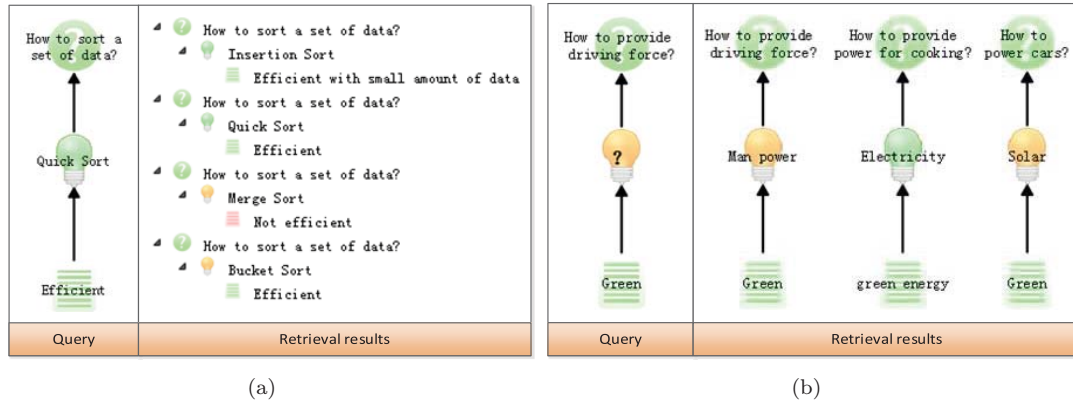 How to sort a
set of data?
Quick Sort
Efficient
Query
How to sort a set of data?
Insertion Sort
Efficient with small amount of data
How to sort a set of data?
Quick Sort
Efficient
How to sort a set of data?
Merge Sort
Not efficient
How to sort a set of data?
Bucket Sort
Efficient
Retrieval results
(a)
How to provide
driving force?
?
Green
Query
How to provide
driving force?
Man power
Green
How to provide
power for cooking?
Electricity
green energy
How to
power cars?
Solar
Green
Retrieval results
(b)